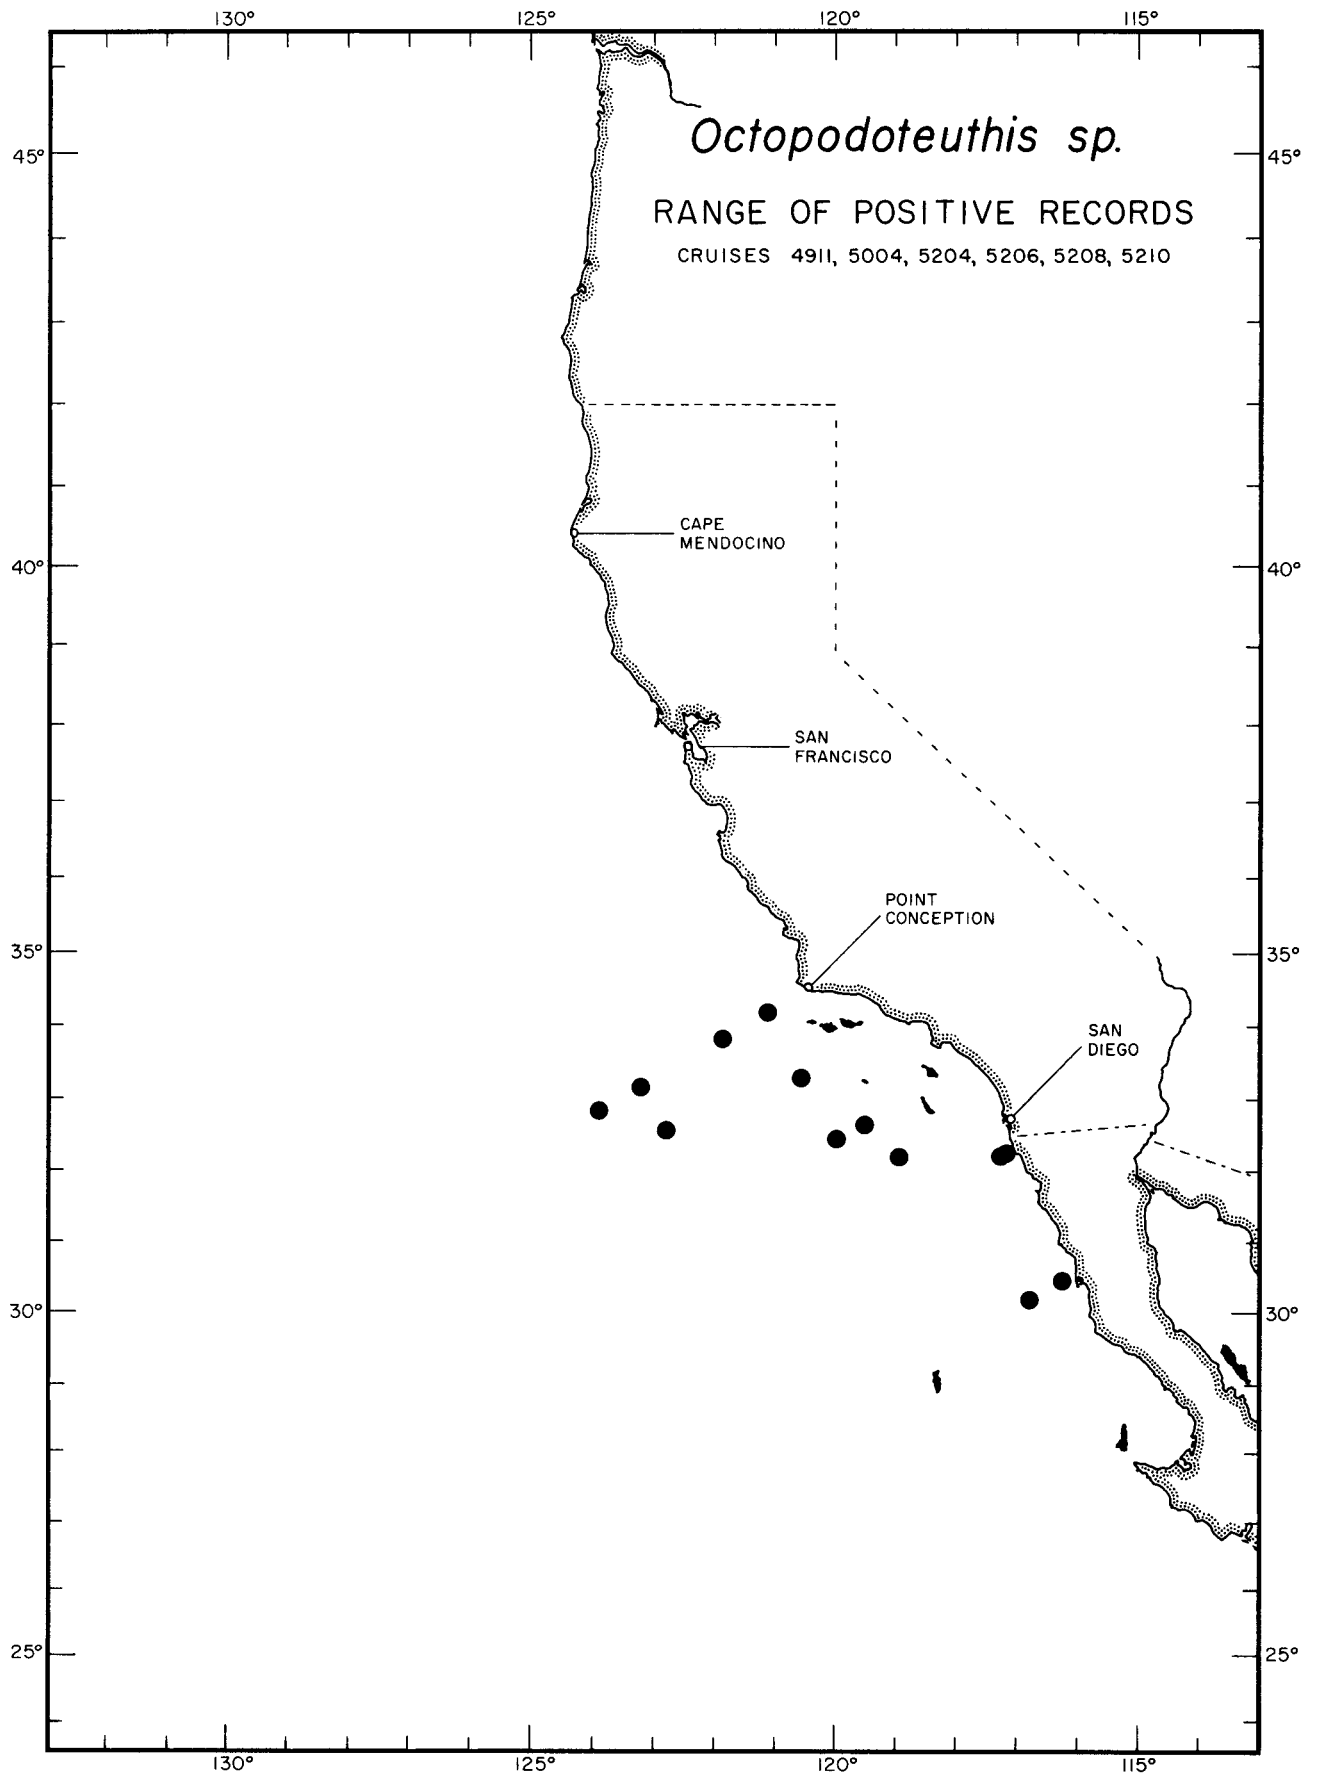 130° 125° 120° 115°
Octopodoteuthis sp.
45° 45°
RANGE OF POSITIVE RECORDS
CRUISES 4911, 5004, 5204, 5206, 5208, 5210
CAPE
MENDOCINO
40° 40°
SAN
FRANCISCO
POINT
CONCEPTION
35° 35°
SAN
DIEGO
30° 30°
25° 25°
130° 125° 120° 115°